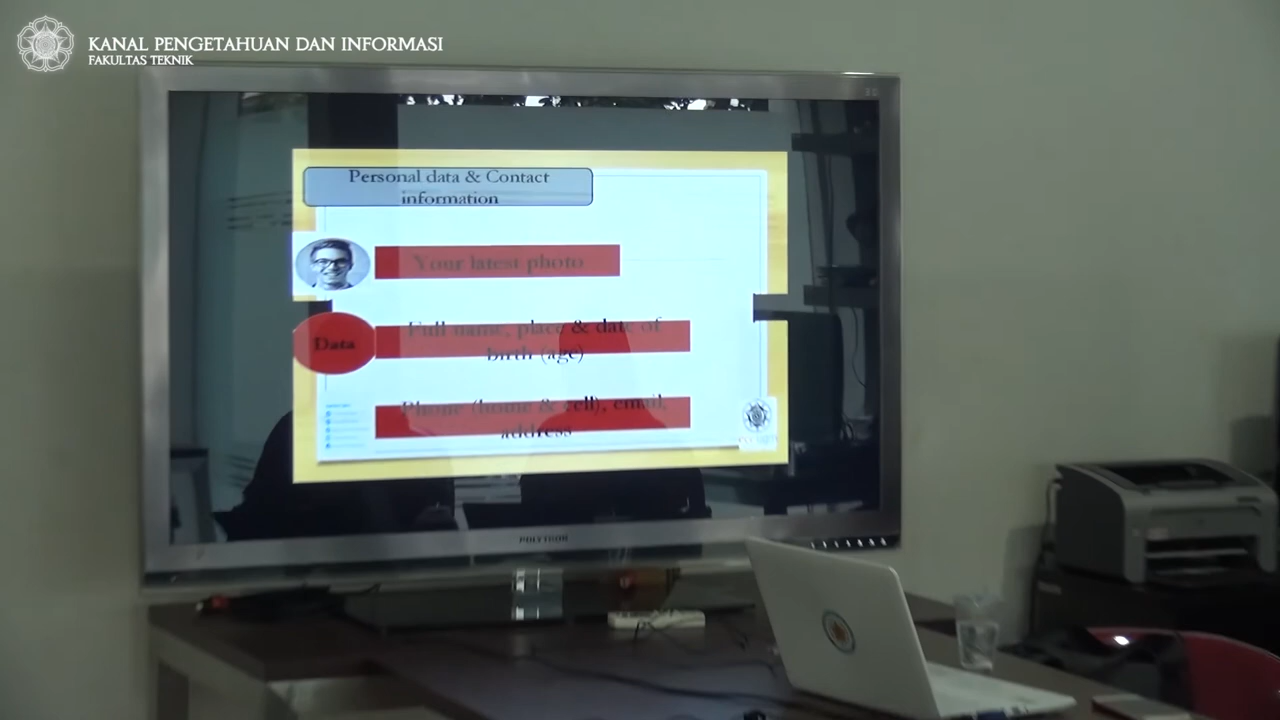 KANAL PENGETAHUAN DAN INFORMASI
FAKULTAS TEKNIK
Personal data & Contact
information
Your latest photo
Data
Full name, place & date of
birth (age)
Phone (home & cell), email,
address
POLYTRON